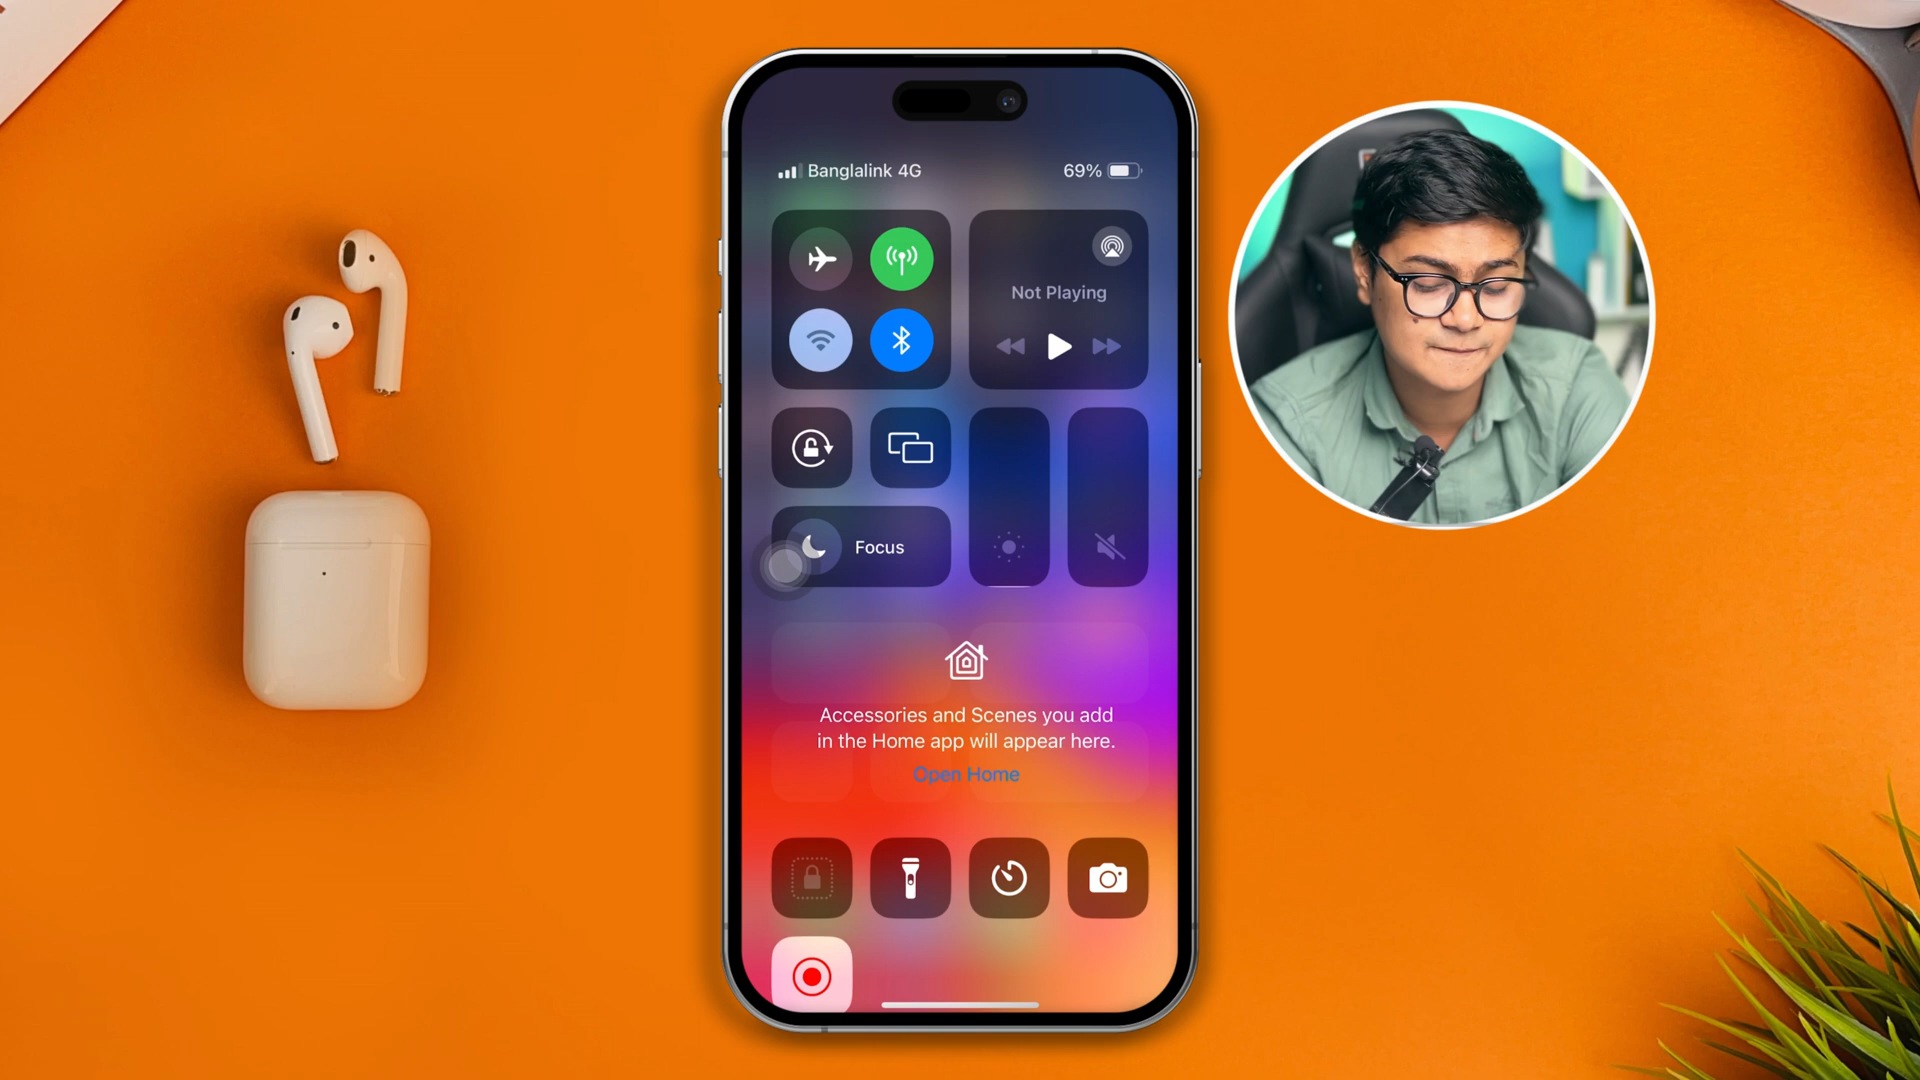 Banglalink 4G
69%
Not Playing
Focus
Accessories and Scenes you add
in the Home app will appear here.
Open Home